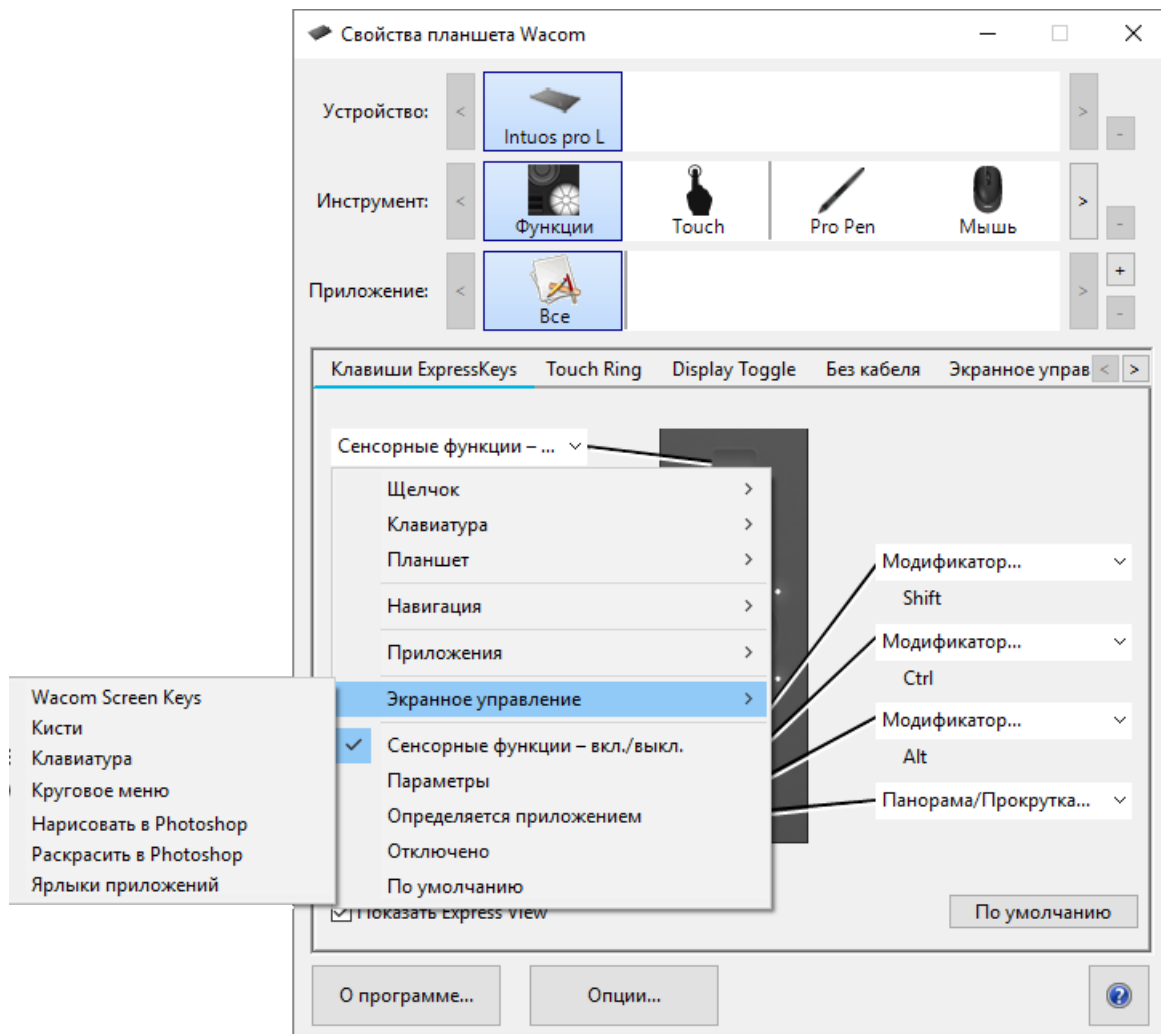 Свойства планшета Wacom
Устройство:
<
Intuos pro L
>
-
Инструмент:
<
Функции
Touch
Pro Pen
Мышь
>
-
Приложение:
<
Все
>
+
-
Клавиши ExpressKeys
Touch Ring
Display Toggle
Без кабеля
Экранное управ
<
>
Сенсорные функции – ...
Щелчок
Клавиатура
Планшет
Навигация
Приложения
Экранное управление
Сенсорные функции – вкл./выкл.
Параметры
Определяется приложением
Отключено
По умолчанию
Wacom Screen Keys
Кисти
Клавиатура
Круговое меню
Нарисовать в Photoshop
Раскрасить в Photoshop
Ярлыки приложений
Модификатор...
Shift
Модификатор...
Ctrl
Модификатор...
Alt
Панорама/Прокрутка...
Показать Express View
По умолчанию
О программе...
Опции...
?